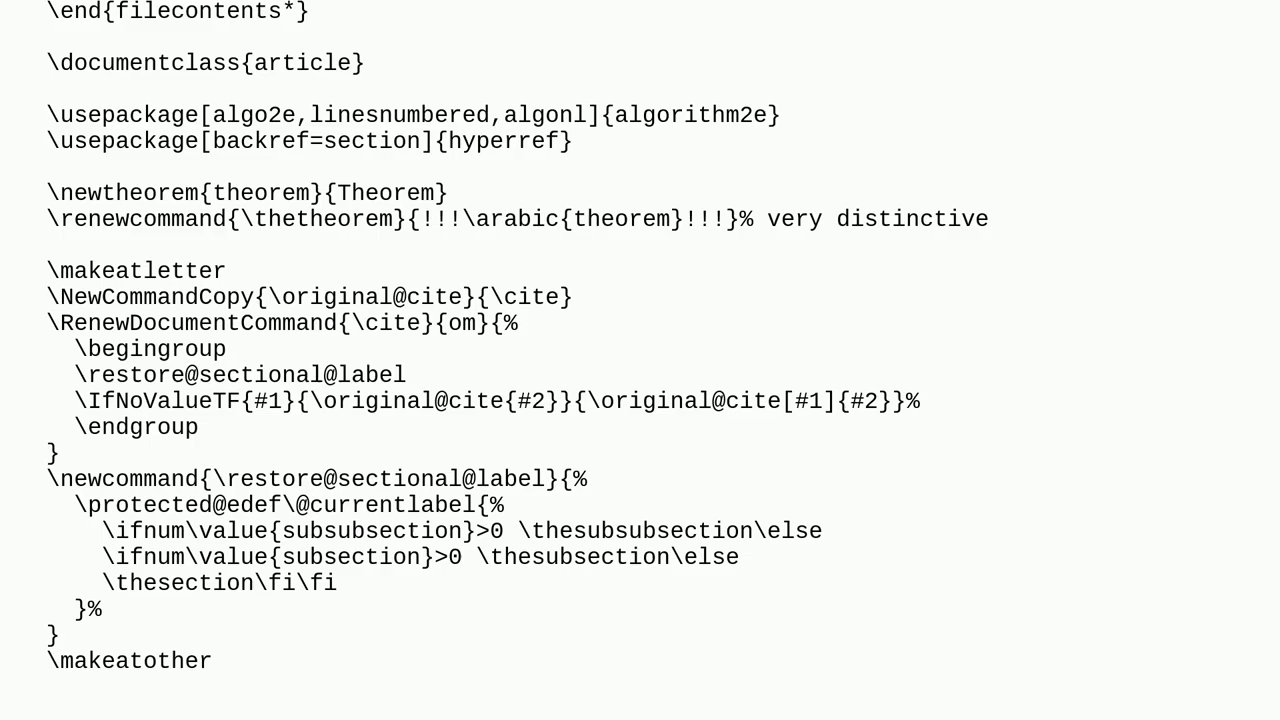 \end{filecontents*}
\documentclass{article}
\usepackage[algo2e,linesnumbered,algonl]{algorithm2e}
\usepackage[backref=section]{hyperref}
\newtheorem{theorem}{Theorem}
\renewcommand{\thetheorem}{!!!\arabic{theorem}!!!}% very distinctive
\makeatletter
\NewCommandCopy{\original@cite}{\cite}
\RenewDocumentCommand{\cite}{om}{%
  \begingroup
  \restore@sectional@label
  \IfNoValueTF{#1}{\original@cite{#2}}{\original@cite[#1]{#2}}%
  \endgroup
}
\newcommand{\restore@sectional@label}{%
  \protected@edef\@currentlabel{%
    \ifnum\value{subsubsection}>0 \thesubsubsection\else
    \ifnum\value{subsection}>0 \thesubsection\else
    \thesection\fi\fi
  }%
}
\makeatother